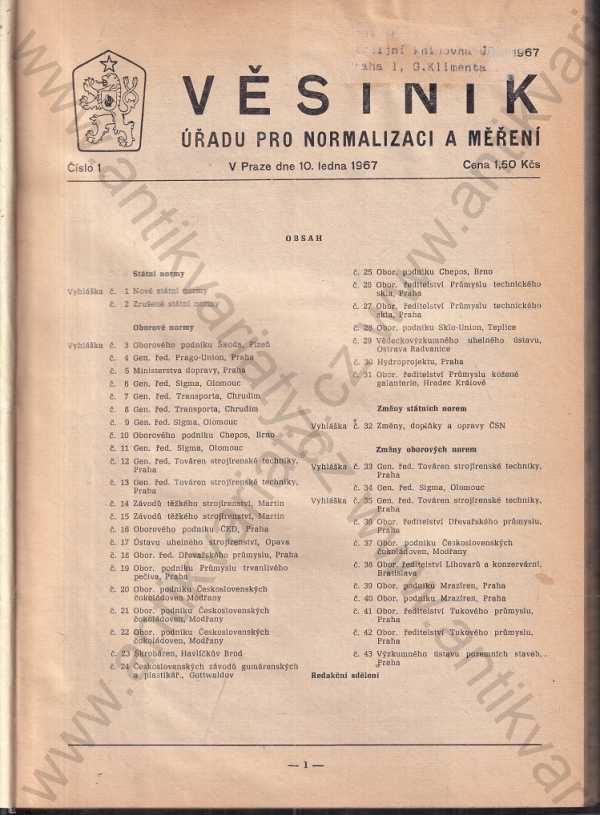 knihovna
1967
Praha 1, G.Klimenta
VĚSTNÍK
ÚŘADU PRO NORMALIZACI A MĚŘENÍ
Číslo 1 V Praze dne 10. ledna 1967 Cena 1,50 Kčs
OBSAH
Státní normy
Vyhláška č. 1 Nové státní normy
č. 2 Zrušené státní normy
Oborové normy
Vyhláška č. 3 Oborového podniku Škoda, Plzeň
č. 4 Gen. řed. Prago-Union, Praha
č. 5 Ministerstva dopravy, Praha
č. 6 Gen. řed. Sigma, Olomouc
č. 7 Gen. řed. Transporta, Chrudim
č. 8 Gen. řed. Transporta, Chrudim
č. 9 Gen. řed. Sigma, Olomouc
č. 10 Oborového podniku Chepos, Brno
č. 11 Gen. řed. Sigma, Olomouc
č. 12 Gen. řed. Továren strojírenské techniky,
Praha
č. 13 Gen. řed. Továren strojírenské techniky,
Praha
č. 14 Závodů těžkého strojírenství, Martin
č. 15 Závodů těžkého strojírenství, Martin
č. 16 Oborového podniku ČKD, Praha
č. 17 Ústavu uhelného strojírenství, Opava
č. 18 Obor. řed. Dřevařského průmyslu, Praha
č. 19 Obor. podniku Průmyslu trvanlivého
pečiva, Praha
č. 20 Obor. podniku Československých
čokoládoven Modřany
č. 21 Obor. podniku Československých
čokoládoven, Modřany
č. 22 Obor. podniku Československých
čokoládoven, Modřany
č. 23 Škrobáren, Havlíčkův Brod
č. 24 Československých závodů gumárenských
a plastikář., Gottwaldov
č. 25 Obor. podniku Chepos, Brno
č. 26 Obor. ředitelství Průmyslu technického
skla, Praha
č. 27 Obor. ředitelství Průmyslu technického
skla, Praha
č. 28 Obor. podniku Sklo-Union, Teplice
č. 29 Vědeckovýzkumného uhelného ústavu,
Ostrava Radvanice
č. 30 Hydroprojektu, Praha
č. 31 Obor. ředitelství Průmyslu kožené
galanterie, Hradec Králové
Změny státních norem
Vyhláška č. 32 Změny, doplňky a opravy ČSN
Změny oborových norem
Vyhláška č. 33 Gen. řed. Továren strojírenské techniky,
Praha
č. 34 Gen. řed. Sigma, Olomouc
Vyhláška č. 35 Gen. řed. Továren strojírenské techniky,
Praha
č. 36 Obor. ředitelství Dřevařského průmyslu,
Praha
č. 37 Obor. podniku Československých
čokoládoven, Modřany
č. 38 Obor. ředitelství Lihovarů a konzervární,
Bratislava
č. 39 Obor. podniku Mrazíren, Praha
č. 40 Obor. podniku Mrazíren, Praha
č. 41 Obor. ředitelství Tukového průmyslu,
Praha
č. 42 Obor. ředitelství Tukového průmyslu,
Praha
č. 43 Výzkumného ústavu pozemních staveb,
Praha
Redakční sdělení
— 1 —
www.antikvariaty.cz